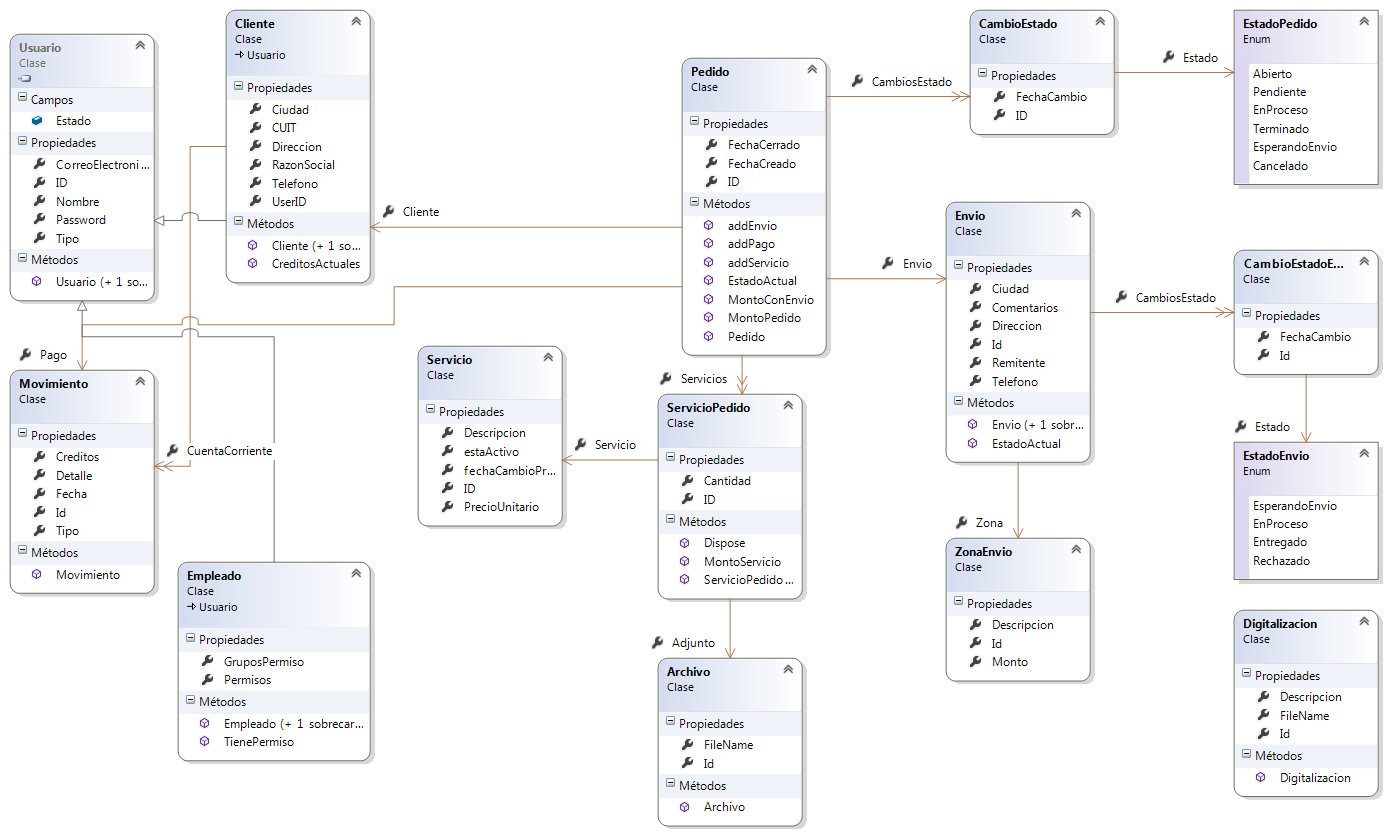 Usuario
Clase
Campos
Estado
Propiedades
CorreoElectroni...
ID
Nombre
Password
Tipo
Métodos
Usuario (+ 1 so...
Cliente
Clase
Usuario
Propiedades
Ciudad
CUIT
Direccion
RazonSocial
Telefono
UserID
Métodos
Cliente (+ 1 so...
CreditosActuales
Cliente
Pedido
Clase
Propiedades
FechaCerrado
FechaCreado
ID
Métodos
addEnvio
addPago
addServicio
EstadoActual
MontoConEnvio
MontoPedido
Pedido
CambiosEstado
CambioEstado
Clase
Propiedades
FechaCambio
ID
Estado
EstadoPedido
Enum
Abierto
Pendiente
EnProceso
Terminado
EsperandoEnvio
Cancelado
Envio
Envio
Clase
Propiedades
Ciudad
Comentarios
Direccion
Id
Remitente
Telefono
Métodos
Envio (+ 1 sobr...
EstadoActual
CambiosEstado
CambioEstadoE...
Clase
Propiedades
FechaCambio
Id
Estado
EstadoEnvio
Enum
EsperandoEnvio
EnProceso
Entregado
Rechazado
Pago
Movimiento
Clase
Propiedades
Creditos
Detalle
Fecha
Id
Tipo
Métodos
Movimiento
CuentaCorriente
Servicio
Clase
Propiedades
Descripcion
estaActivo
fechaCambioPr...
ID
PrecioUnitario
Servicio
Servicios
ServicioPedido
Clase
Propiedades
Cantidad
ID
Métodos
Dispose
MontoServicio
ServicioPedido ...
Zona
ZonaEnvio
Clase
Propiedades
Descripcion
Id
Monto
Empleado
Clase
Usuario
Propiedades
GruposPermiso
Permisos
Métodos
Empleado (+ 1 sobrecar...
TienePermiso
Adjunto
Archivo
Clase
Propiedades
FileName
Id
Métodos
Archivo
Digitalizacion
Clase
Propiedades
Descripcion
FileName
Id
Métodos
Digitalizacion